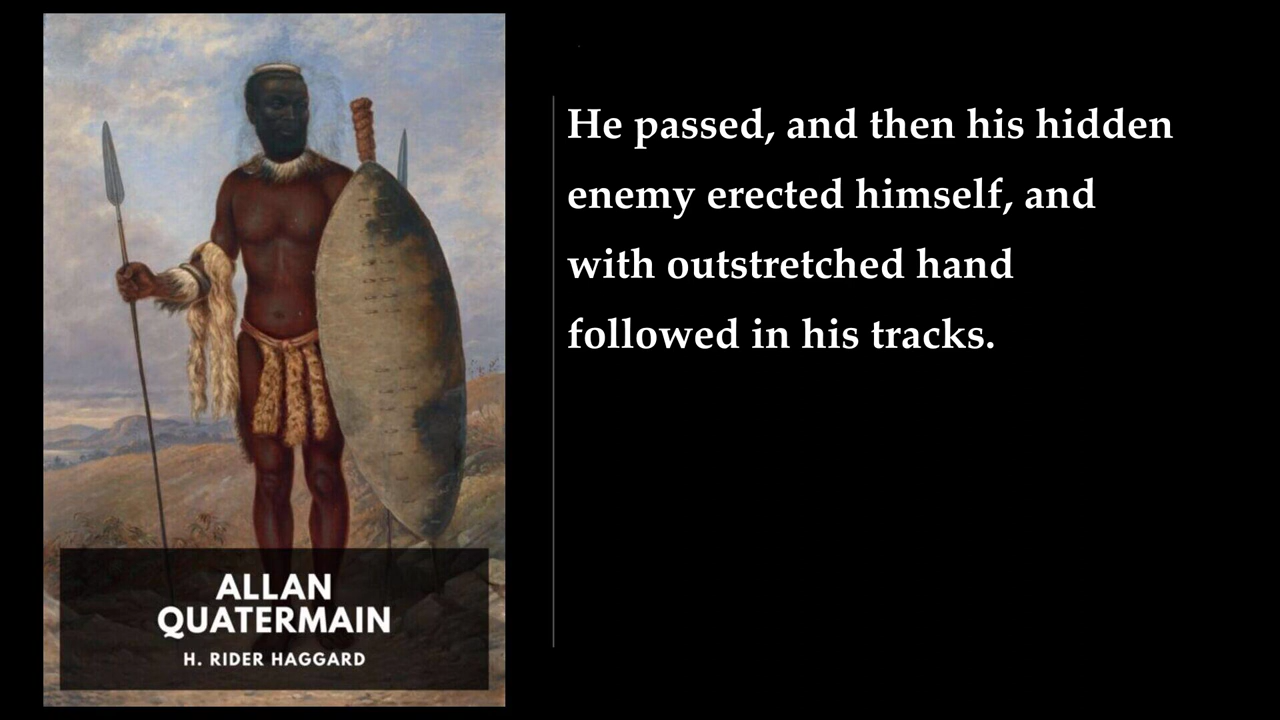 ALLAN
QUATERMAIN
H. RIDER HAGGARD
He passed, and then his hidden
enemy erected himself, and
with outstretched hand
followed in his tracks.